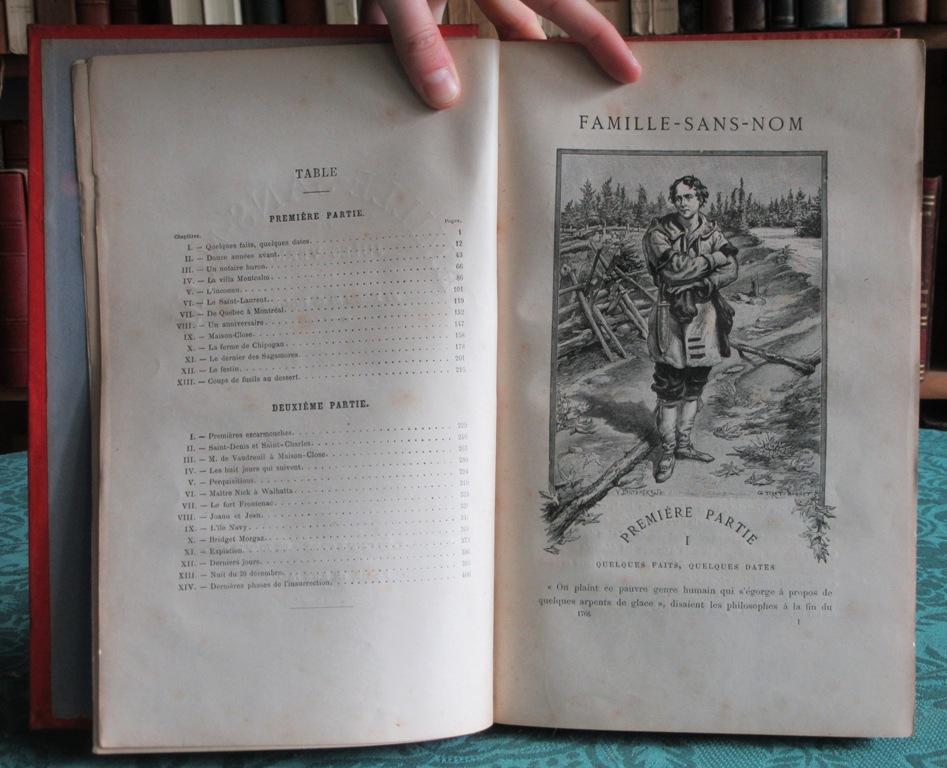 TABLE
PREMIÈRE PARTIE.
Chapitres. Pages.
I. — Quelques faits, quelques dates. 1
II. — Douze années avant. 12
III. — Un notaire huron. 43
IV. — La villa Montcalm. 66
V. — L'inconnu. 86
VI. — Le Saint-Laurent. 101
VII. — De Québec à Montréal. 119
VIII. — Un anniversaire. 132
IX. — Maison-Close. 147
X. — La ferme de Chipogan. 158
XI. — Le dernier des Sagamores. 178
XII. — Le festin. 201
XIII. — Coups de fusils au dessert.
DEUXIÈME PARTIE.
I. — Premières escarmouches.
II. — Saint-Denis et Saint-Charles.
III. — M. de Vaudreuil à Maison-Close.
IV. — Les huit jours qui suivent.
V. — Perquisitions.
VI. — Maître Nick à Walhatta.
VII. — Le fort Frontenac.
VIII. — Joann et Jean.
IX. — L'île Navy.
X. — Bridget Morgaz.
XI. — Expiation.
XII. — Derniers jours.
XIII. — Nuit du 20 décembre.
XIV. — Dernières phases de l'insurrection.
FAMILLE-SANS-NOM
PREMIÈRE PARTIE
I
QUELQUES FAITS, QUELQUES DATES
« On plaint ce pauvre genre humain qui s'égorge à propos de
quelques arpents de glace », disaient les philosophes à la fin du
1